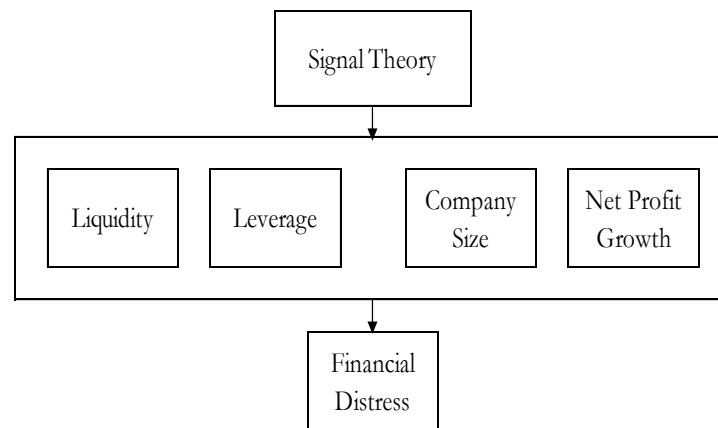 Signal Theory
Liquidity
Leverage
Company
Size
Net Profit
Growth
Financial
Distress